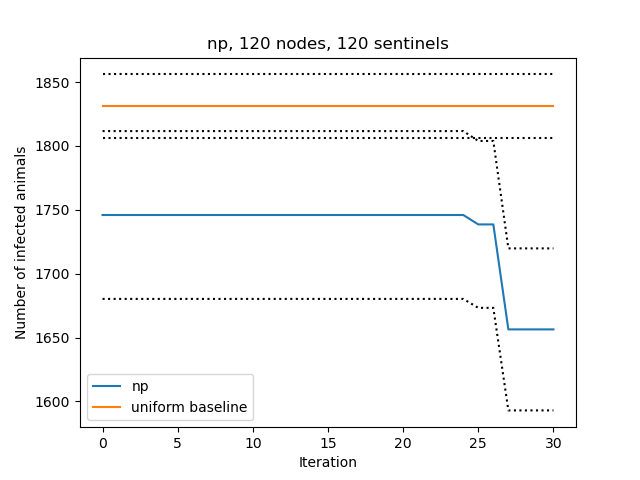 np, 120 nodes, 120 sentinels
1850
1800
1750
1700
1650
1600
Number of infected animals
np
uniform baseline
0 5 10 15 20 25 30
Iteration